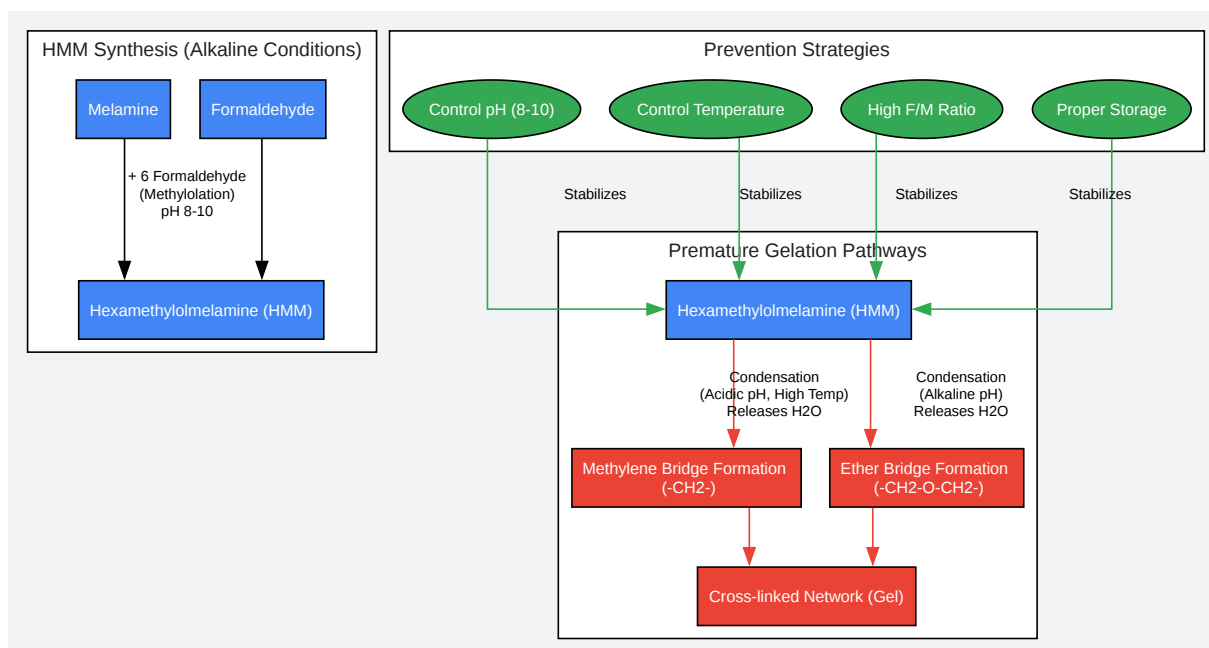 HMM Synthesis (Alkaline Conditions)
Melamine
Formaldehyde
+ 6 Formaldehyde
(Methylolation)
pH 8-10
Hexamethylolmelamine (HMM)
Prevention Strategies
Control pH (8-10)
Control Temperature
High F/M Ratio
Proper Storage
Stabilizes
Stabilizes
Stabilizes
Stabilizes
Premature Gelation Pathways
Hexamethylolmelamine (HMM)
Condensation
(Acidic pH, High Temp)
Releases H2O
Condensation
(Alkaline pH)
Releases H2O
Methylene Bridge Formation
(-CH2-)
Ether Bridge Formation
(-CH2-O-CH2-)
Cross-linked Network (Gel)